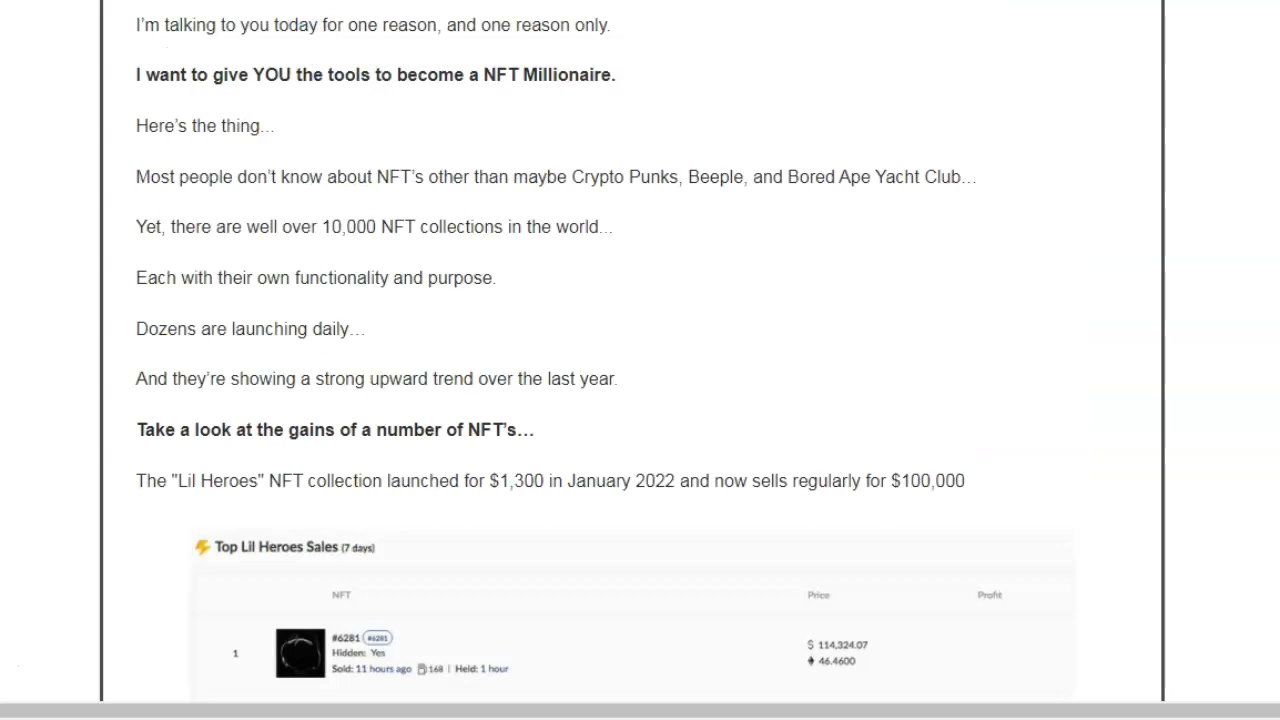 I’m talking to you today for one reason, and one reason only.
I want to give YOU the tools to become a NFT Millionaire.
Here’s the thing…
Most people don’t know about NFT’s other than maybe Crypto Punks, Beeple, and Bored Ape Yacht Club…
Yet, there are well over 10,000 NFT collections in the world…
Each with their own functionality and purpose.
Dozens are launching daily…
And they’re showing a strong upward trend over the last year.
Take a look at the gains of a number of NFT’s…
The "Lil Heroes" NFT collection launched for $1,300 in January 2022 and now sells regularly for $100,000
Top Lil Heroes Sales (7 days)
NFT Price Profit
#6281 #6281
Hidden: Yes
1
$ 114,324.07
46.4600
Sold: 11 hours ago 168 | Held: 1 hour